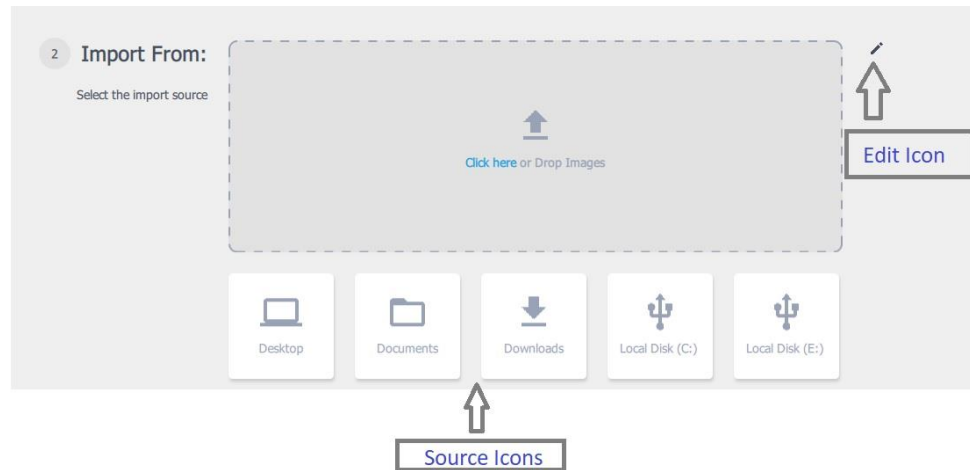 2 Import From:
Select the import source
Click here or Drop Images
Edit Icon
Desktop
Documents
Downloads
Local Disk (C:)
Local Disk (E:)
Source Icons